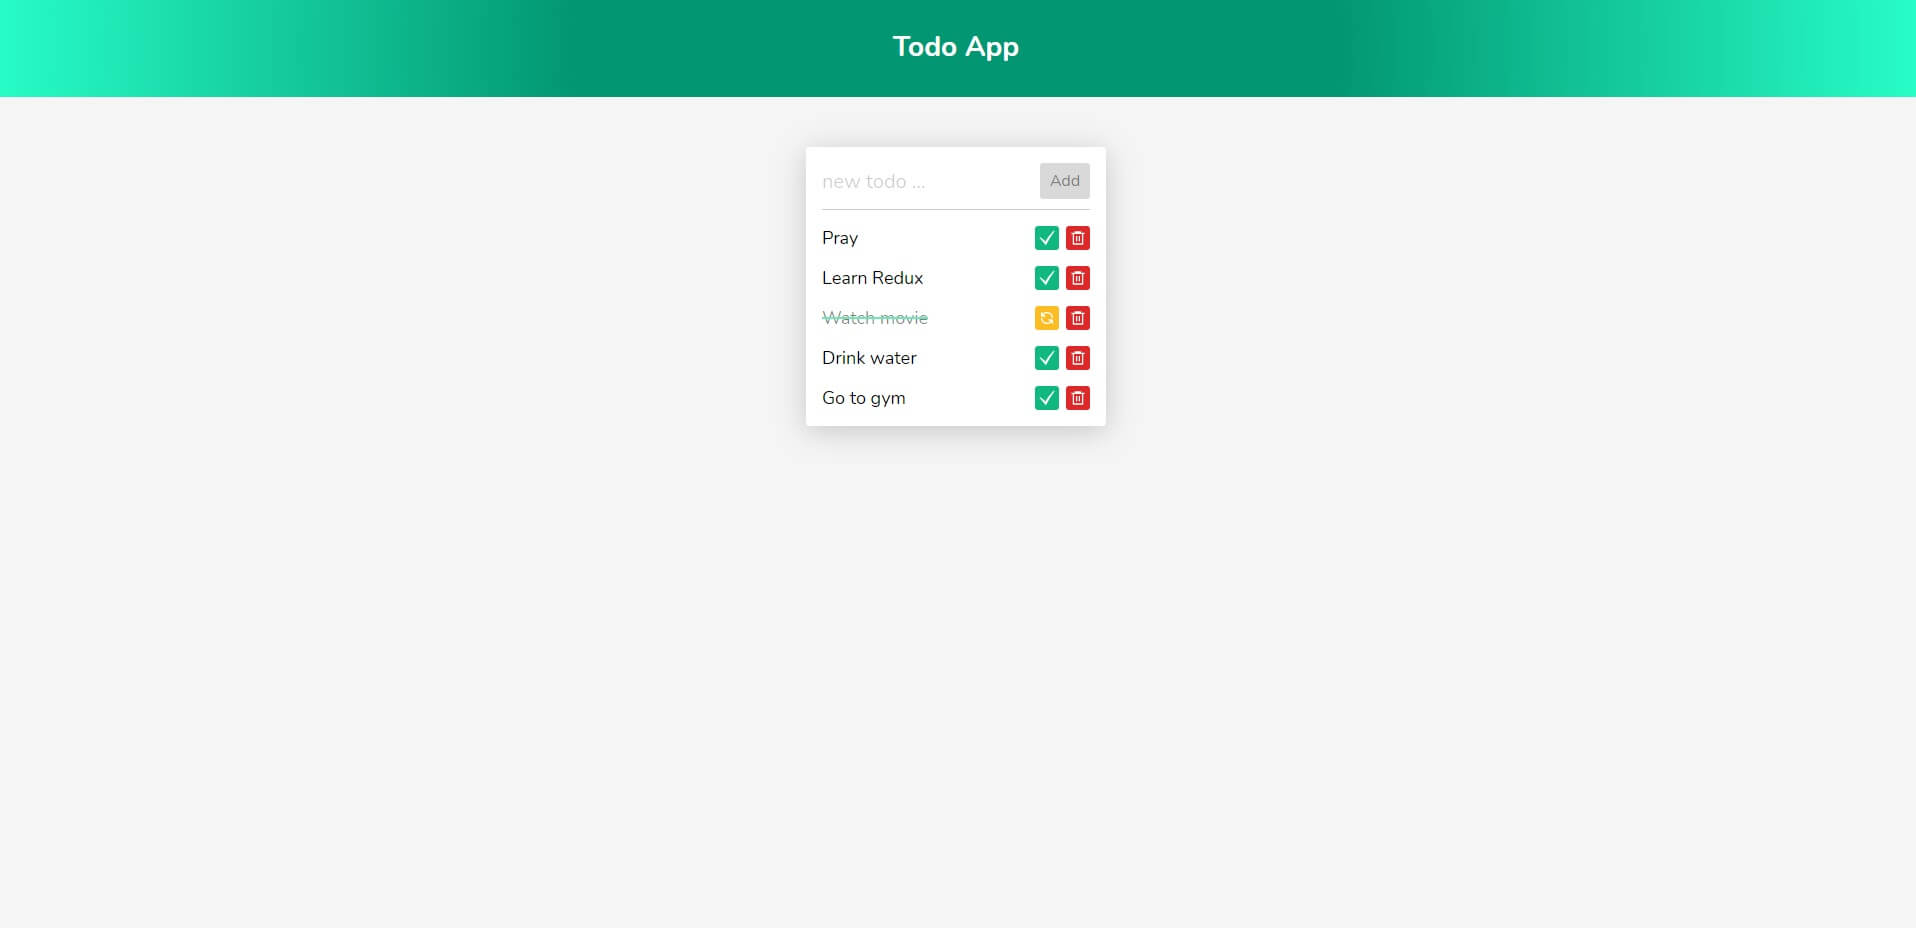 Todo App
new todo ...
Add
Pray
Learn Redux
Watch movie
Drink water
Go to gym